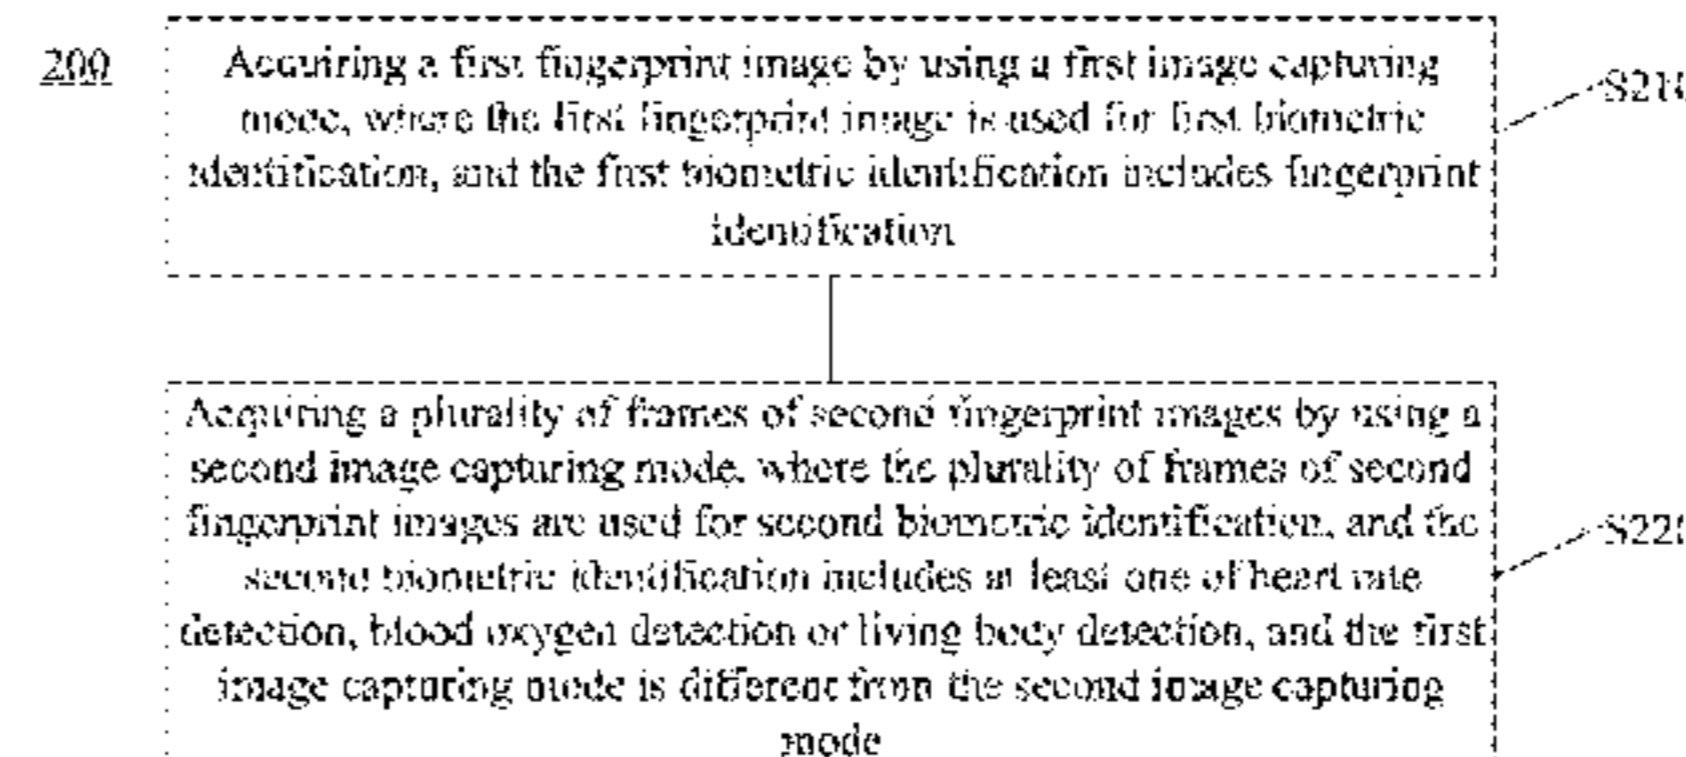 200
Acquiring a first fingerprint image by using a first image capturing
S210
mode, where the first fingerprint image is used for first biometric
identification, and the first biometric identification includes fingerprint
identification
Acquiring a plurality of frames of second fingerprint images by using a
second image capturing mode, where the plurality of frames of second
fingerprint images are used for second biometric identification, and the
S220
second biometric identification includes at least one of heart rate
detection, blood oxygen detection or living body detection, and the first
image capturing mode is different from the second image capturing
mode